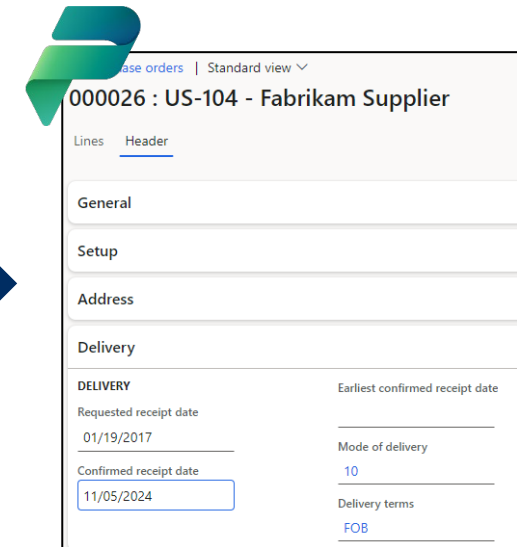 ase orders | Standard view
000026 : US-104 - Fabrikam Supplier
Lines Header
General
Setup
Address
Delivery
DELIVERY
Requested receipt date
01/19/2017
Confirmed receipt date
11/05/2024
Earliest confirmed receipt date
Mode of delivery
10
Delivery terms
FOB